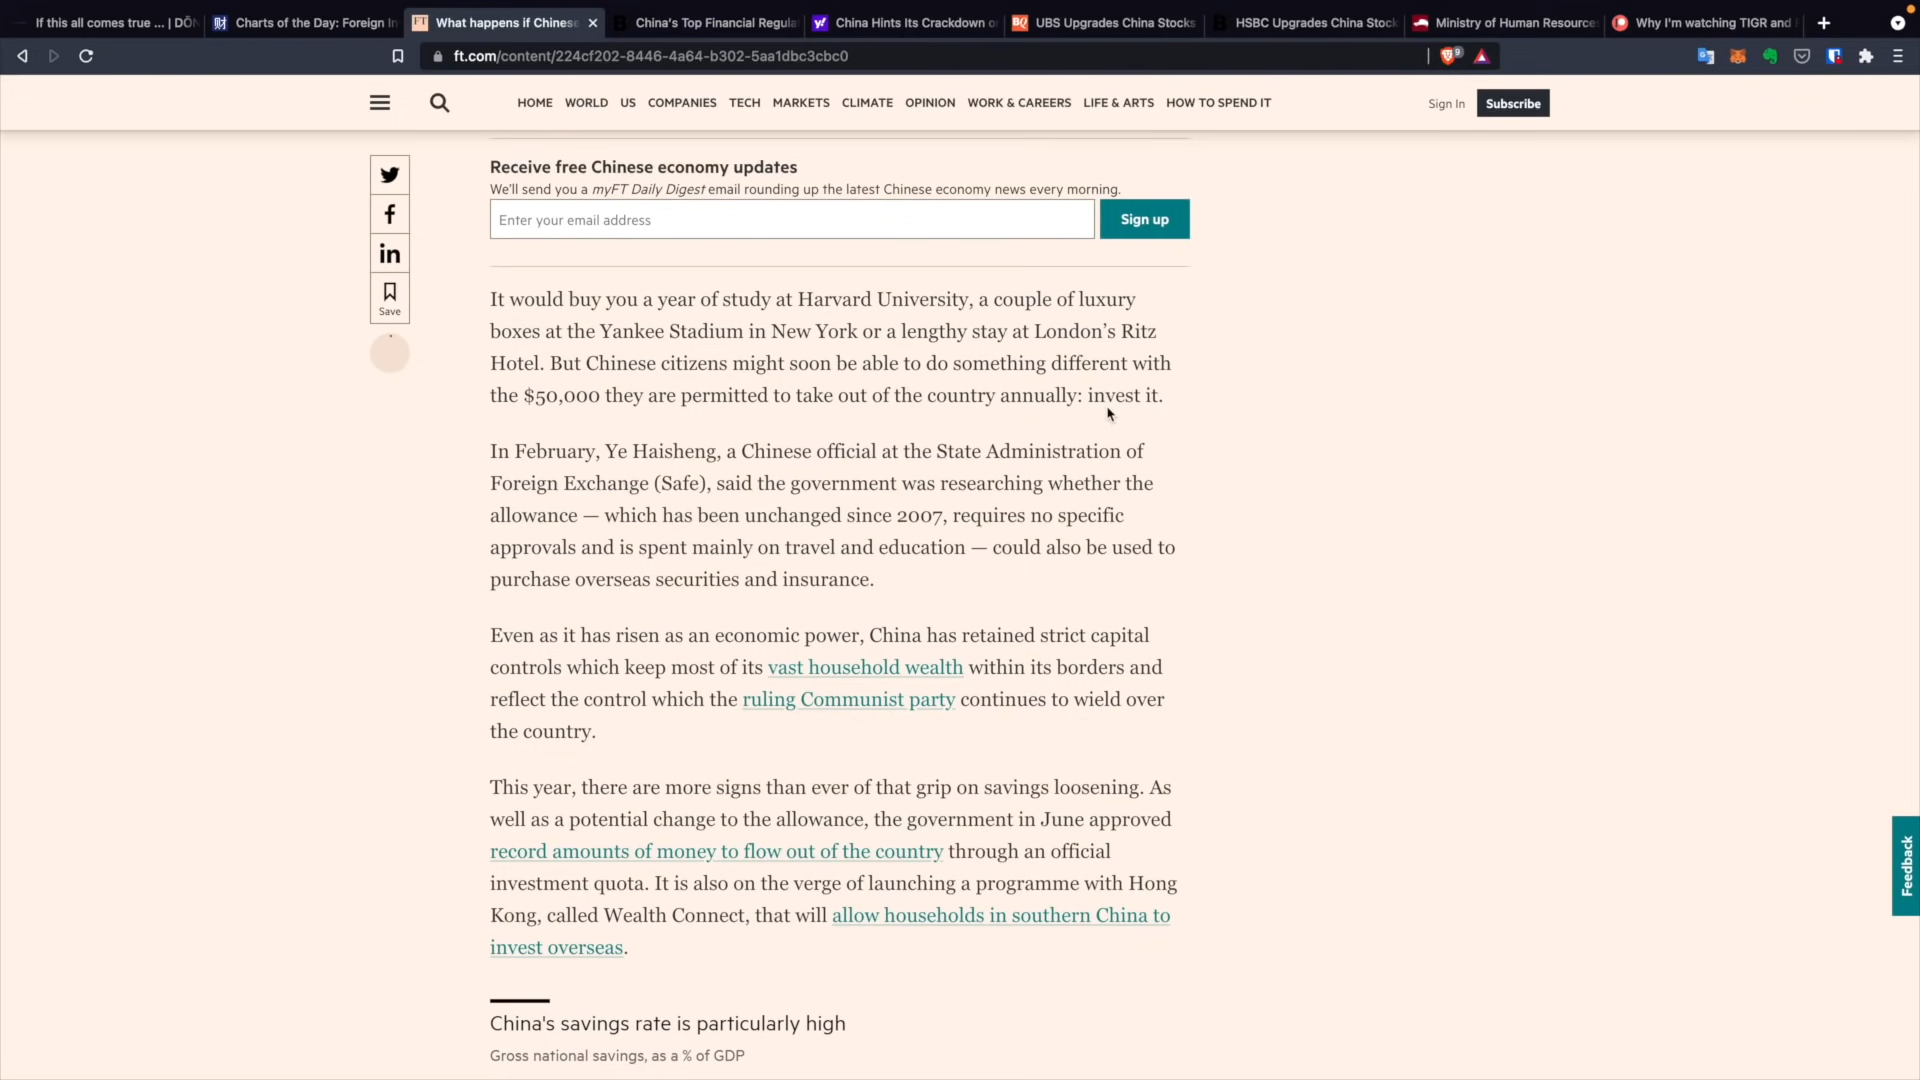 If this all comes true ... | DÕN
Charts of the Day: Foreign In
FT What happens if Chinese
China's Top Financial Regula
China Hints Its Crackdown o
BQ UBS Upgrades China Stocks
HSBC Upgrades China Stock
Ministry of Human Resource
Why I'm watching TIGR and
ft.com/content/224cf202-8446-4a64-b302-5aa1dbc3cbc0
9
HOME WORLD US COMPANIES TECH MARKETS CLIMATE OPINION WORK & CAREERS LIFE & ARTS HOW TO SPEND IT
Sign In Subscribe
Receive free Chinese economy updates
We'll send you a myFT Daily Digest email rounding up the latest Chinese economy news every morning.
Enter your email address
Sign up
Save
It would buy you a year of study at Harvard University, a couple of luxury
boxes at the Yankee Stadium in New York or a lengthy stay at London's Ritz
Hotel. But Chinese citizens might soon be able to do something different with
the $50,000 they are permitted to take out of the country annually: invest it.
In February, Ye Haisheng, a Chinese official at the State Administration of
Foreign Exchange (Safe), said the government was researching whether the
allowance — which has been unchanged since 2007, requires no specific
approvals and is spent mainly on travel and education — could also be used to
purchase overseas securities and insurance.
Even as it has risen as an economic power, China has retained strict capital
controls which keep most of its vast household wealth within its borders and
reflect the control which the ruling Communist party continues to wield over
the country.
This year, there are more signs than ever of that grip on savings loosening. As
well as a potential change to the allowance, the government in June approved
record amounts of money to flow out of the country through an official
investment quota. It is also on the verge of launching a programme with Hong
Kong, called Wealth Connect, that will allow households in southern China to
invest overseas.
Feedback
China's savings rate is particularly high
Gross national savings, as a % of GDP